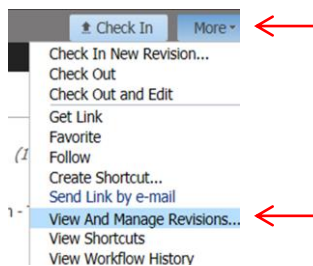 Check In More
Check In New Revision...
Check Out
Check Out and Edit
Get Link
Favorite
(1
Follow
Create Shortcut...
Send Link by e-mail
View And Manage Revisions...
View Shortcuts
View Workflow History